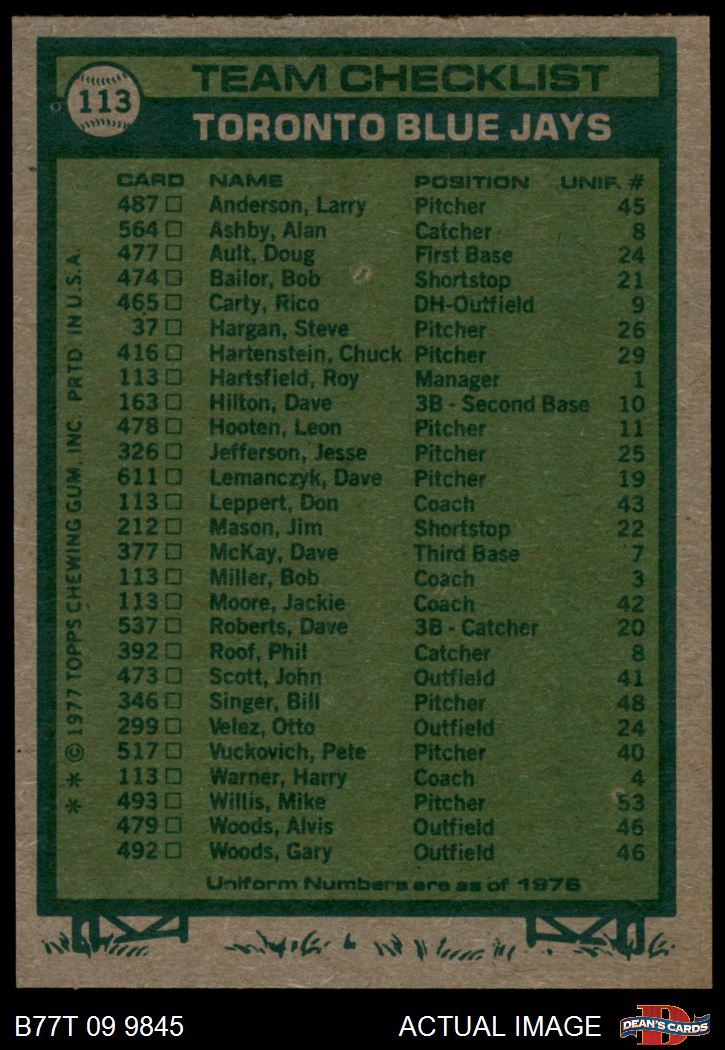 113
TEAM CHECKLIST
TORONTO BLUE JAYS
CARD NAME POSITION UNIF. #
487 Anderson, Larry Pitcher 45
564 Ashby, Alan Catcher 8
477 Ault, Doug First Base 24
474 Bailor, Bob Shortstop 21
465 Carty, Rico DH-Outfield 9
37 Hargan, Steve Pitcher 26
416 Hartenstein, Chuck Pitcher 29
113 Hartsfield, Roy Manager 1
163 Hilton, Dave 3B - Second Base 10
478 Hooten, Leon Pitcher 11
326 Jefferson, Jesse Pitcher 25
611 Lemanczyk, Dave Pitcher 19
113 Leppert, Don Coach 43
212 Mason, Jim Shortstop 22
377 McKay, Dave Third Base 7
113 Miller, Bob Coach 3
113 Moore, Jackie Coach 42
537 Roberts, Dave 3B - Catcher 20
392 Roof, Phil Catcher 8
473 Scott, John Outfield 41
346 Singer, Bill Pitcher 48
299 Velez, Otto Outfield 24
517 Vuckovich, Pete Pitcher 40
113 Warner, Harry Coach 4
493 Willis, Mike Pitcher 53
479 Woods, Alvis Outfield 46
492 Woods, Gary Outfield 46
Uniform Numbers are as of 1976
* * © 1977 TOPPS CHEWING GUM, INC. PRTD. IN U.S.A.
B77T 09 9845 ACTUAL IMAGE
D
DEAN'S CARDS